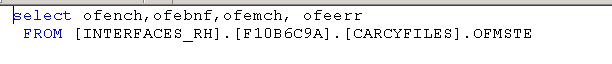 select ofench,ofebnf,ofemch, ofeerr
FROM [INTERFACES_RH].[F10B6C9A].[CARCYFILES].OFMSTE